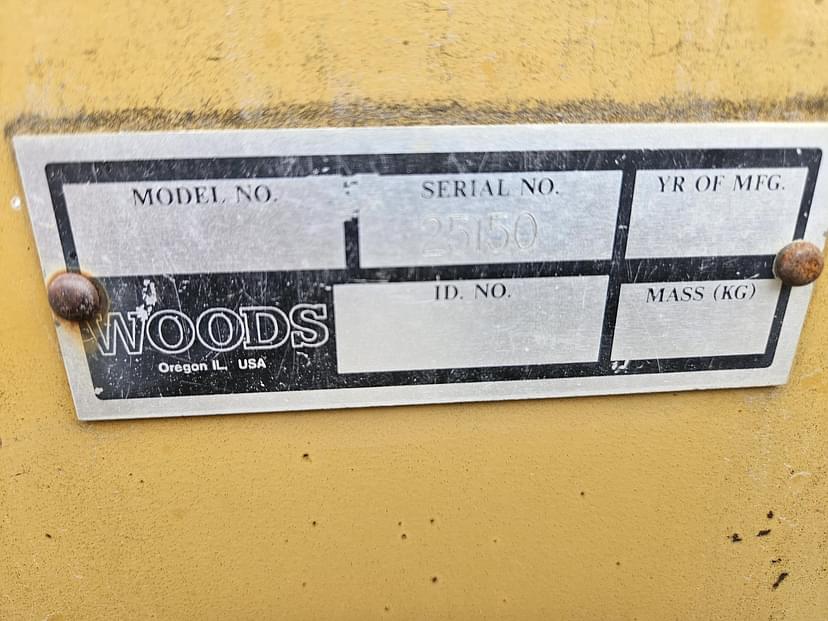 MODEL NO.
SERIAL NO.
25150
YR OF MFG.
WOODS
Oregon IL, USA
ID. NO.
MASS (KG)